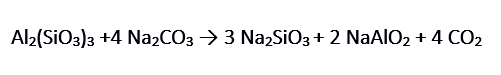 Al₂(SiO₃)₃ +4 Na₂CO₃ → 3 Na₂SiO₃ + 2 NaAlO₂ + 4 CO₂